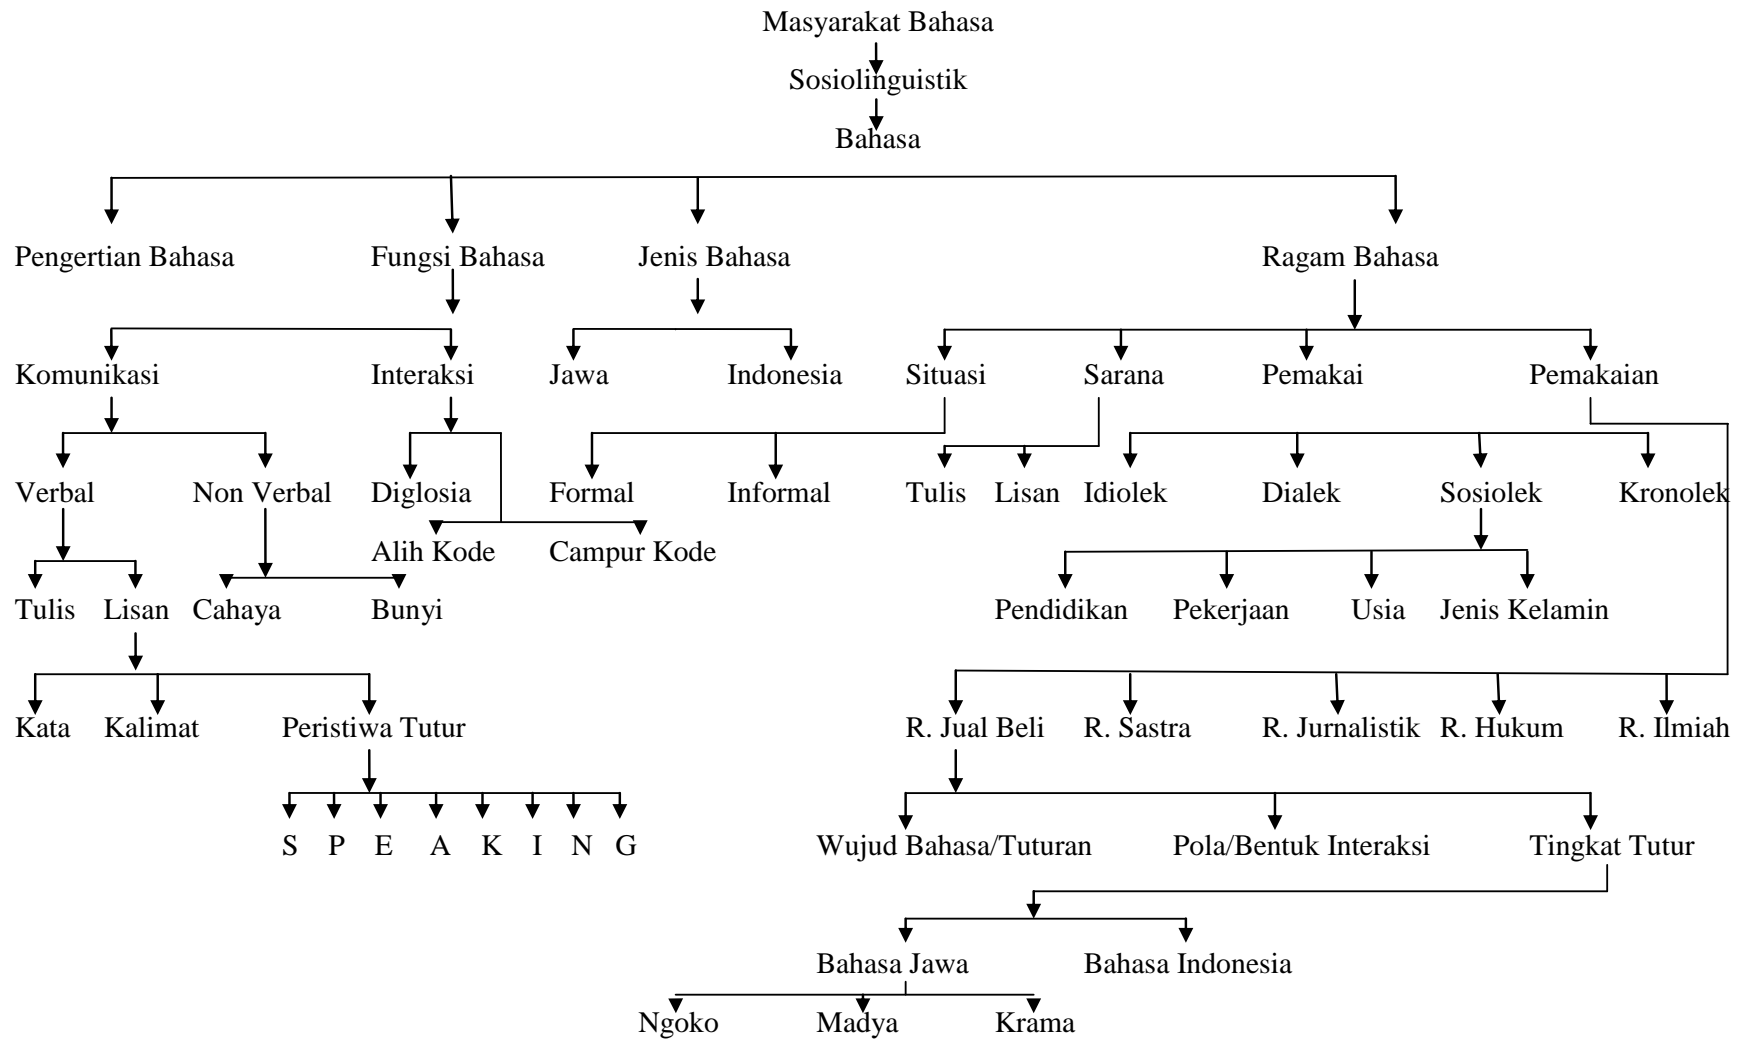 Masyarakat Bahasa
Sosiolinguistik
Bahasa
Pengertian Bahasa Fungsi Bahasa Jenis Bahasa Ragam Bahasa
Komunikasi Interaksi Jawa Indonesia Situasi Sarana Pemakai Pemakaian
Verbal Non Verbal Diglosia Formal Informal Tulis Lisan Idiolek Dialek Sosiolek Kronolek
Alih Kode Campur Kode
Tulis Lisan Cahaya Bunyi Pendidikan Pekerjaan Usia Jenis Kelamin
Kata Kalimat Peristiwa Tutur R. Jual Beli R. Sastra R. Jurnalistik R. Hukum R. Ilmiah
S P E A K I N G Wujud Bahasa/Tuturan Pola/Bentuk Interaksi Tingkat Tutur
Bahasa Jawa Bahasa Indonesia
Ngoko Madya Krama